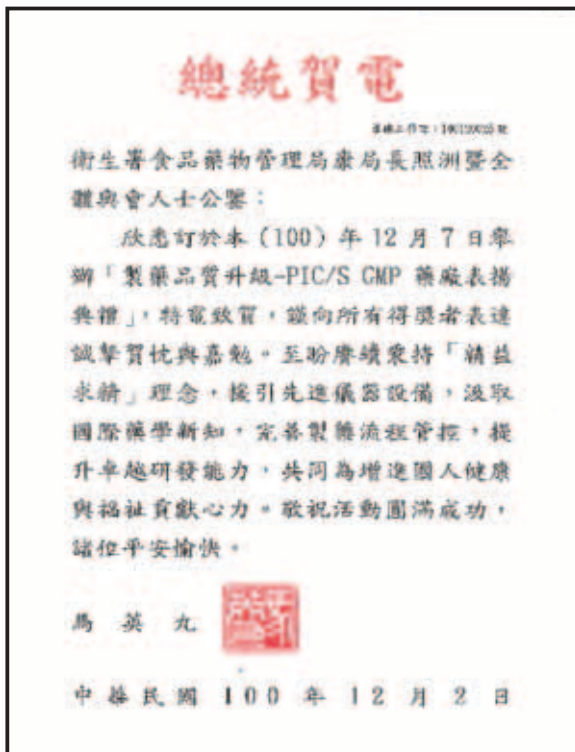 總統賀電
衛生署食品藥物管理局康局長照洲暨全
體與會人士公鑒：
欣悉訂於本（100）年 12 月 7 日舉
辦「製藥品質升級-PIC/S GMP 藥廠表揚
典禮」，特電致賀，謹向所有得獎者表達
誠摯賀忱與嘉勉。至盼賡續秉持「精益
求精」理念，援引先進儀器設備，汲取
國際藥學新知，完善製藥流程管控，提
升卓越研發能力，共同為增進國人健康
與福祉貢獻心力。敬祝活動圓滿成功，
諸位平安愉快。
馬英九
中華民國 100 年 12 月 2 日